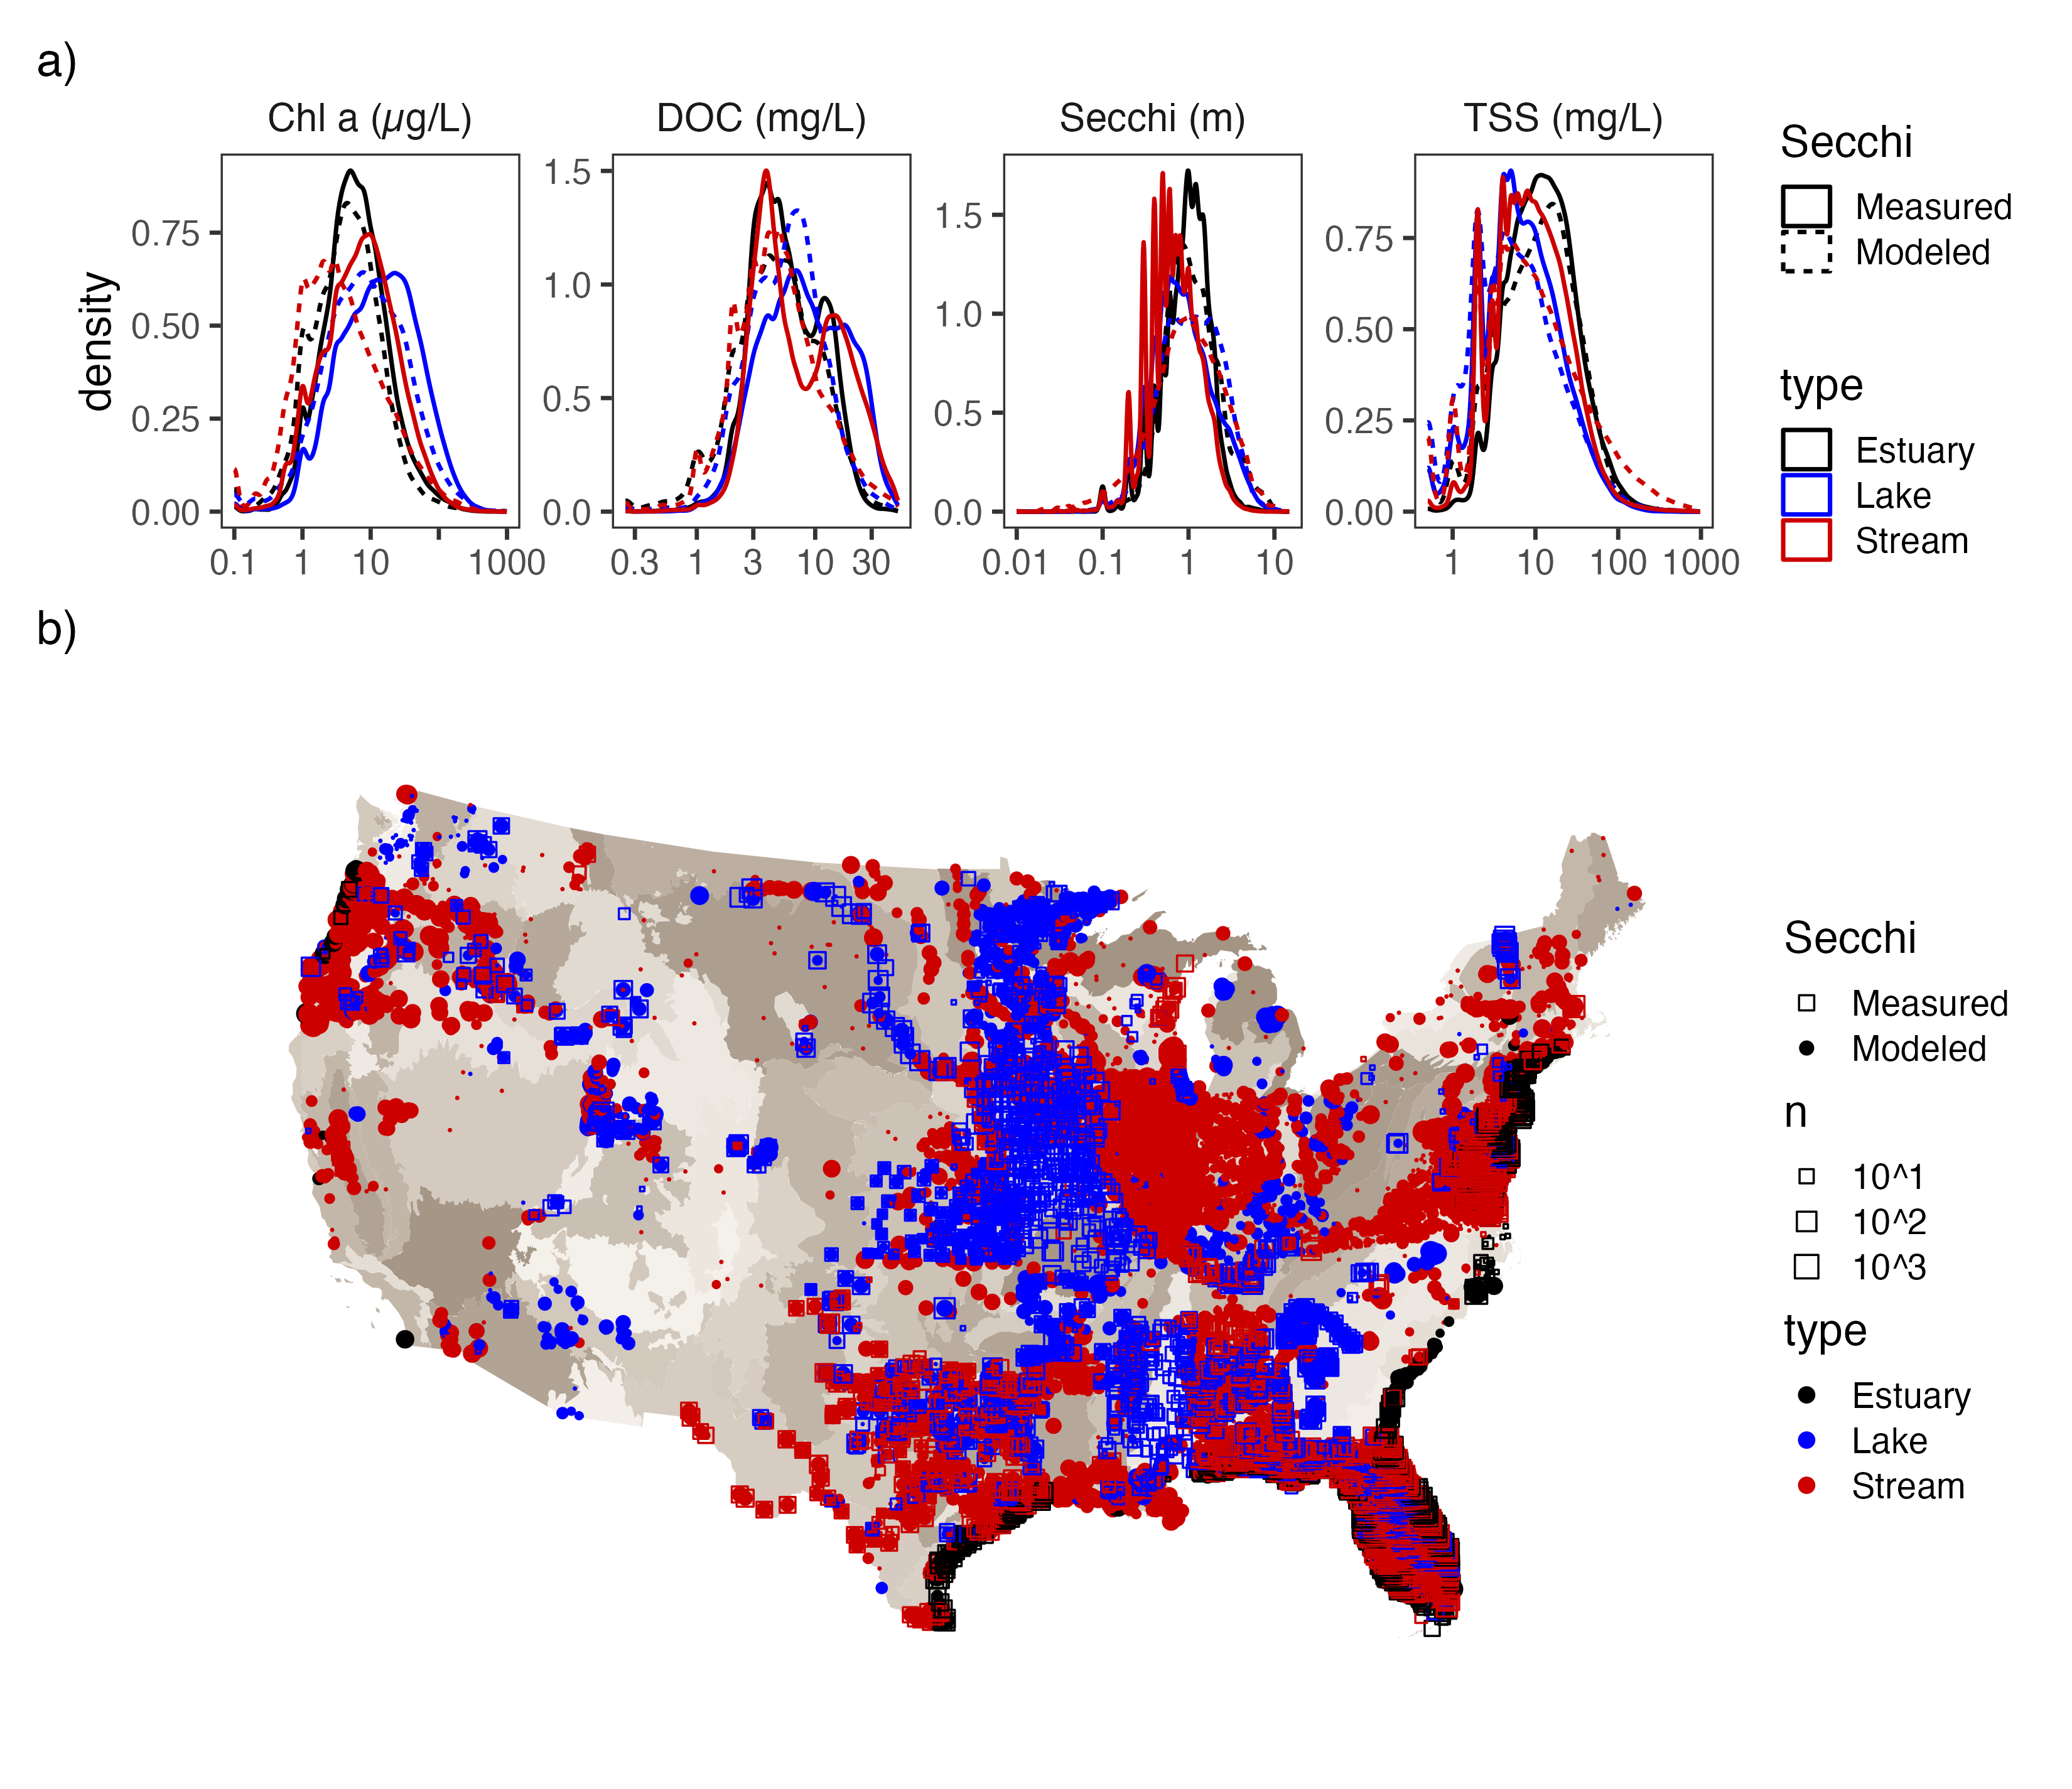 a)
Chl a (µg/L) DOC (mg/L) Secchi (m) TSS (mg/L)
density
0.75
0.50
0.25
0.00
0.1 1 10 1000
1.5
1.0
0.5
0.0
0.3 1 3 10 30
1.5
1.0
0.5
0.0
0.01 0.1 1 10
0.75
0.50
0.25
0.00
1 10 100 1000
Secchi
Measured
Modeled
type
Estuary
Lake
Stream
b)
Secchi
Measured
Modeled
n
10^1
10^2
10^3
type
Estuary
Lake
Stream